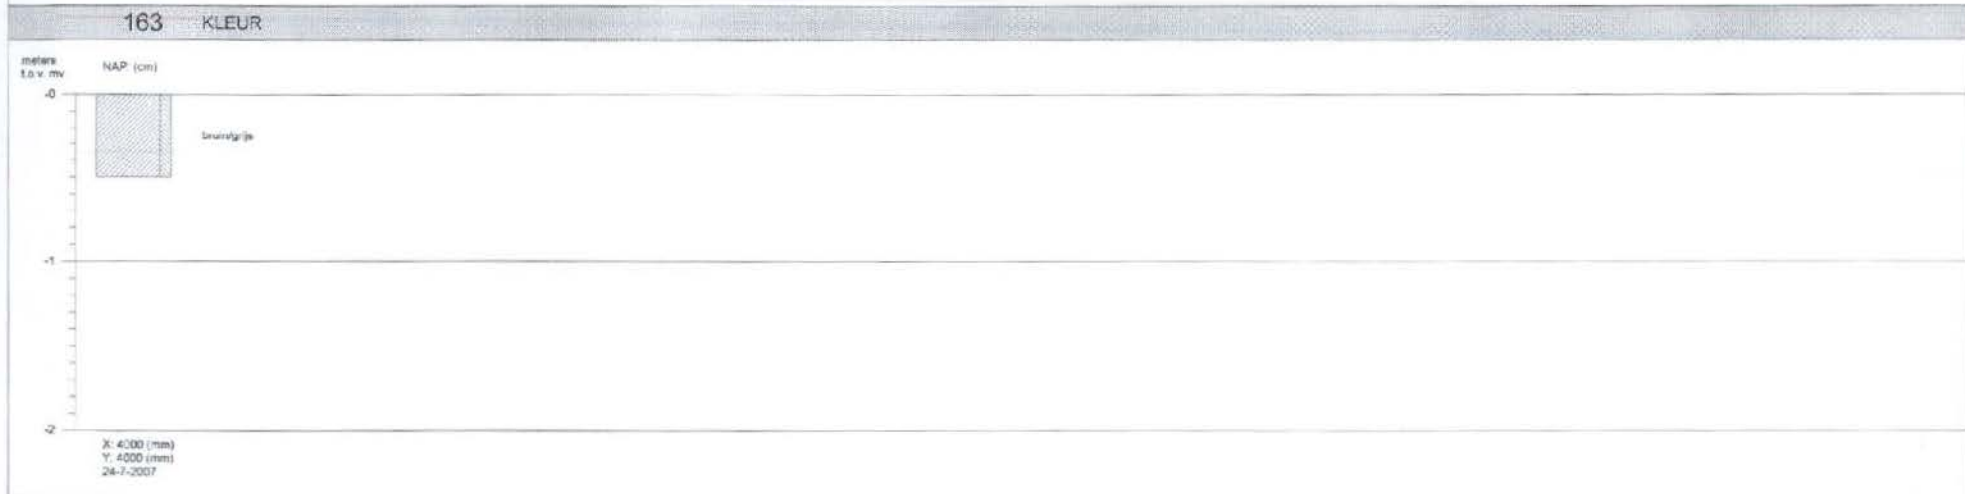 163 KLEUR
meters
t.o.v. mv
NAP: (cm)
-0
bruin/grijs
-1
-2
X: 4000 (mm)
Y: 4000 (mm)
24-7-2007